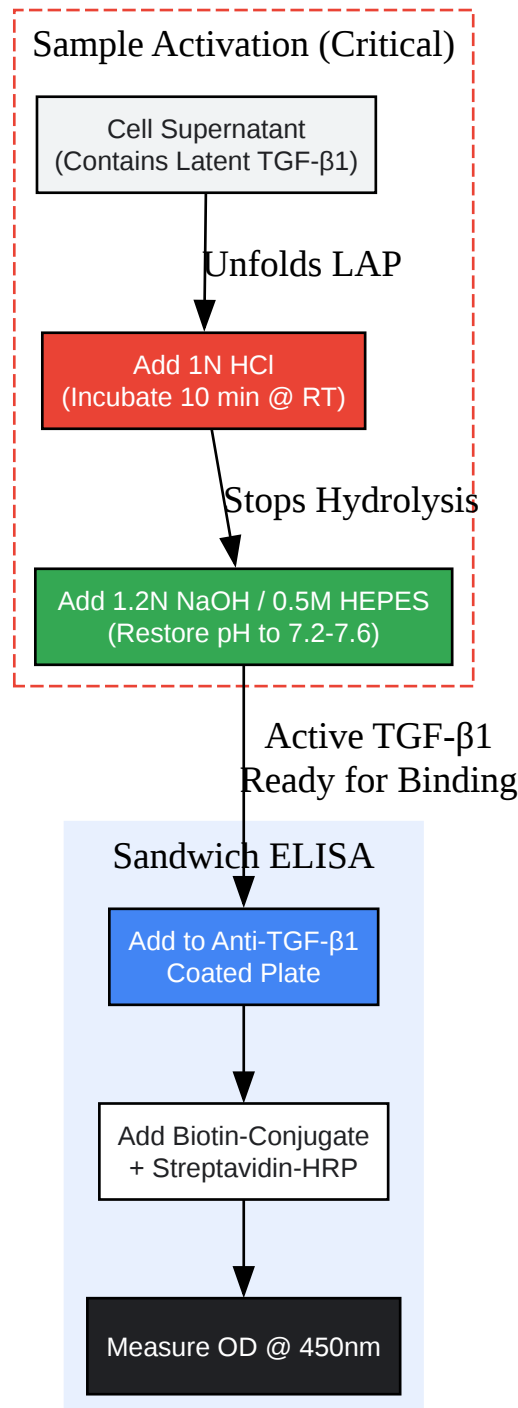 Sample Activation (Critical)
Cell Supernatant
(Contains Latent TGF-β1)
Unfolds LAP
Add 1N HCl
(Incubate 10 min @ RT)
Stops Hydrolysis
Add 1.2N NaOH / 0.5M HEPES
(Restore pH to 7.2-7.6)
Active TGF-β1
Ready for Binding
Sandwich ELISA
Add to Anti-TGF-β1
Coated Plate
Add Biotin-Conjugate
+ Streptavidin-HRP
Measure OD @ 450nm